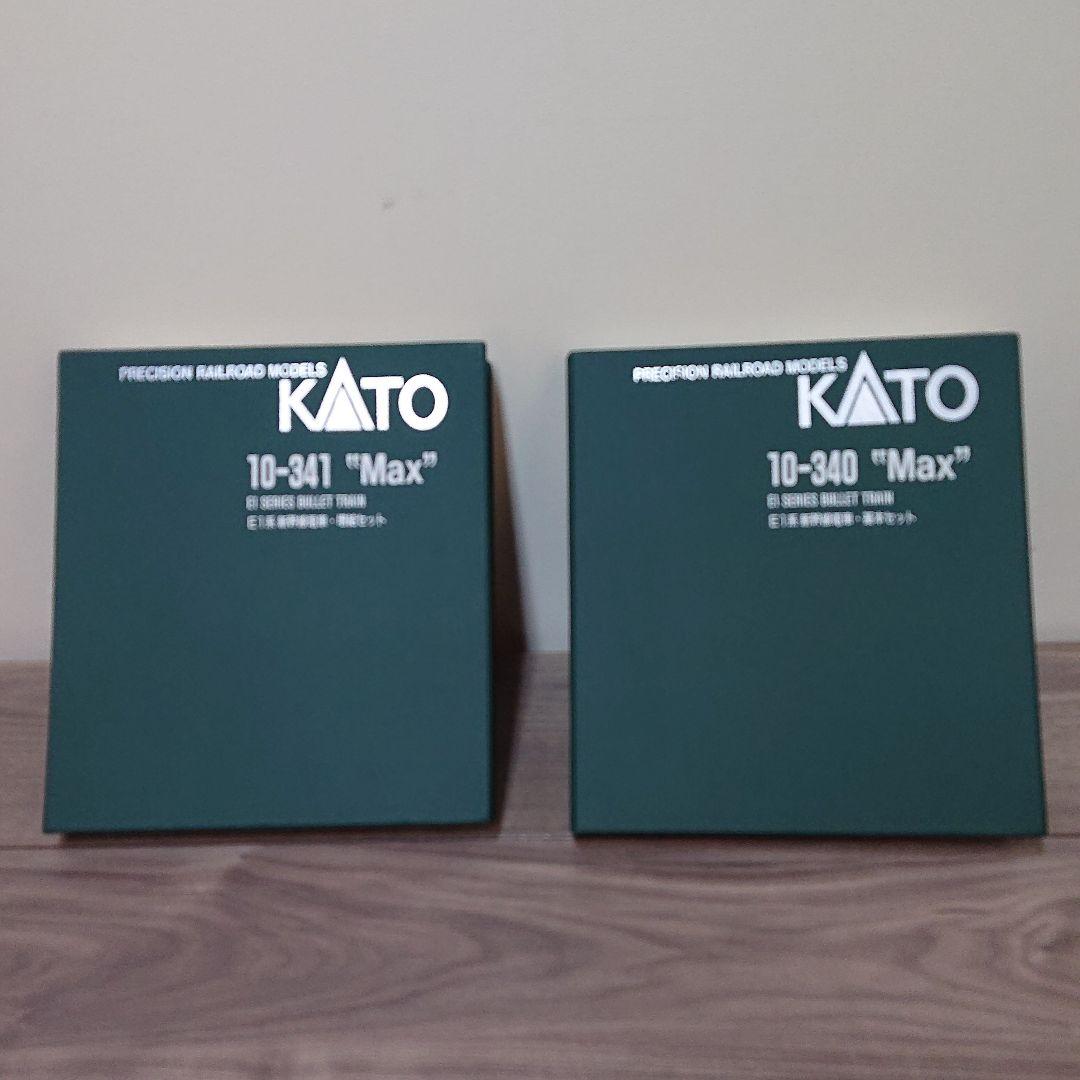 PRECISION RAILROAD MODELS
KATO
10-341 "Max"
E1 SERIES BULLET TRAIN
E1系新幹線電車・増結セット
PRECISION RAILROAD MODELS
KATO
10-340 "Max"
E1 SERIES BULLET TRAIN
E1系新幹線電車・基本セット